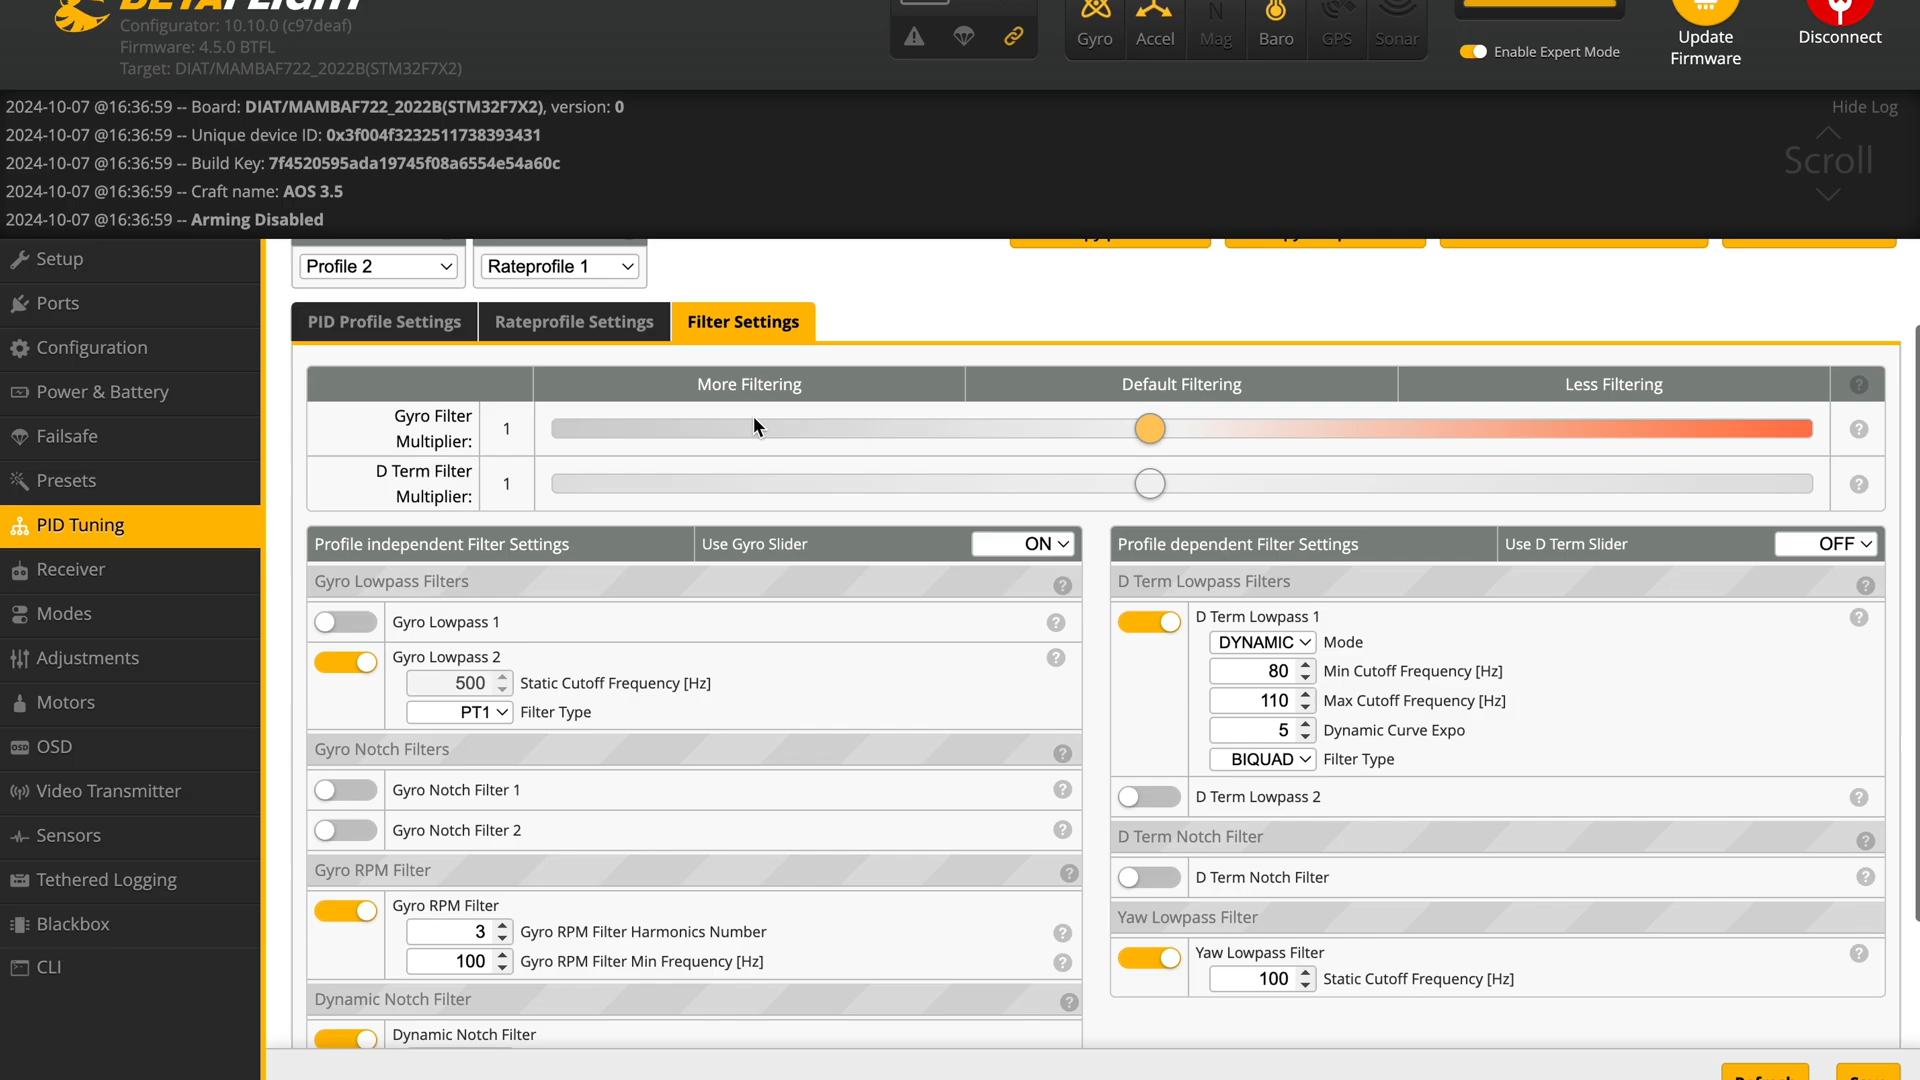 BETAFLIGHT
Configurator: 10.10.0 (c97deaf)
Firmware: 4.5.0 BTFL
Target: DIAT/MAMBAF722_2022B(STM32F7X2)
Gyro Accel Mag Baro GPS Sonar
Enable Expert Mode
Update
Firmware
Disconnect
2024-10-07 @16:36:59 -- Board: DIAT/MAMBAF722_2022B(STM32F7X2), version: 0
Hide Log
2024-10-07 @16:36:59 -- Unique device ID: 0x3f004f3232511738393431
2024-10-07 @16:36:59 -- Build Key: 7f4520595ada19745f08a6554e54a60c
Scroll
2024-10-07 @16:36:59 -- Craft name: AOS 3.5
2024-10-07 @16:36:59 -- Arming Disabled
Setup
Ports
Configuration
Power & Battery
Failsafe
Presets
PID Tuning
Receiver
Modes
Adjustments
Motors
OSD
Video Transmitter
Sensors
Tethered Logging
Blackbox
CLI
Profile 2 Rateprofile 1
PID Profile Settings Rateprofile Settings Filter Settings
More Filtering Default Filtering Less Filtering ?
Gyro Filter
Multiplier: 1 ?
D Term Filter
Multiplier: 1 ?
Profile independent Filter Settings Use Gyro Slider ON
Gyro Lowpass Filters ?
Gyro Lowpass 1 ?
Gyro Lowpass 2 ?
500 Static Cutoff Frequency [Hz]
PT1 Filter Type
Gyro Notch Filters ?
Gyro Notch Filter 1 ?
Gyro Notch Filter 2 ?
Gyro RPM Filter ?
Gyro RPM Filter
3 Gyro RPM Filter Harmonics Number ?
100 Gyro RPM Filter Min Frequency [Hz] ?
Dynamic Notch Filter ?
Dynamic Notch Filter
Profile dependent Filter Settings Use D Term Slider OFF
D Term Lowpass Filters ?
D Term Lowpass 1 ?
DYNAMIC Mode
80 Min Cutoff Frequency [Hz]
110 Max Cutoff Frequency [Hz]
5 Dynamic Curve Expo
BIQUAD Filter Type
D Term Lowpass 2 ?
D Term Notch Filter ?
D Term Notch Filter ?
Yaw Lowpass Filter
Yaw Lowpass Filter ?
100 Static Cutoff Frequency [Hz]